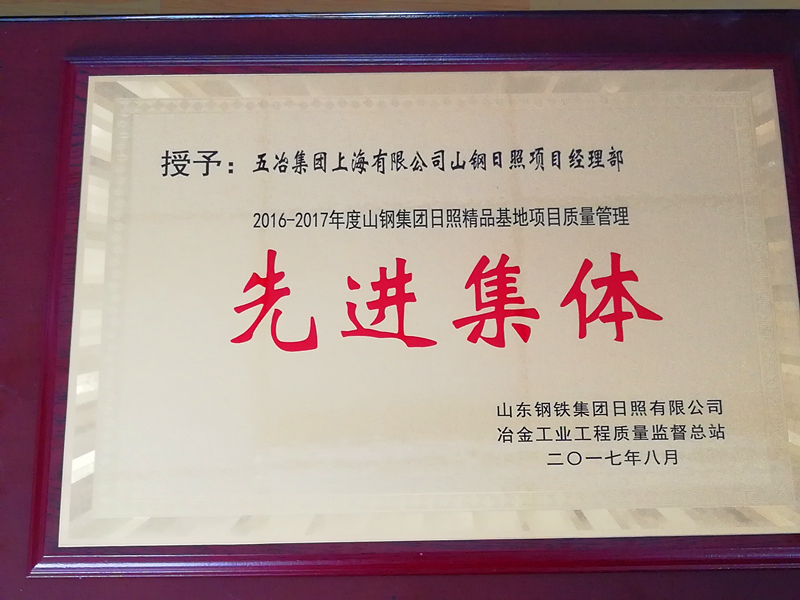 授予：五冶集团上海有限公司山钢日照项目经理部
2016-2017年度山钢集团日照精品基地项目质量管理
先进集体
山东钢铁集团日照有限公司
冶金工业工程质量监督总站
二〇一七年八月